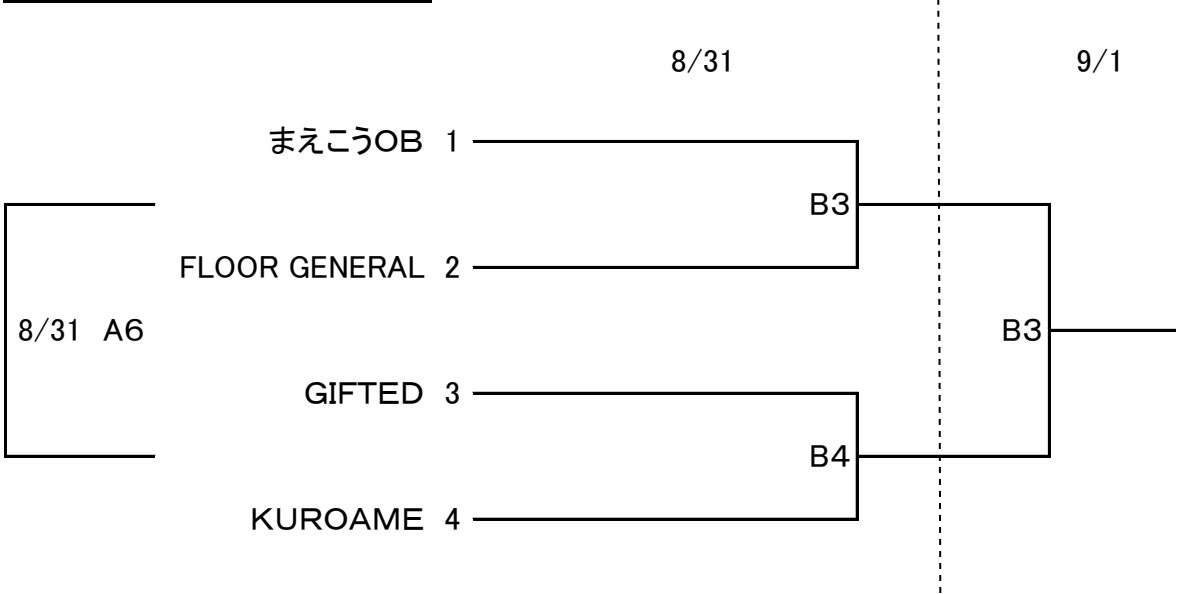 8/31 9/1
まえこうOB 1
B3
FLOOR GENERAL 2
8/31 A6 B3
GIFTED 3
B4
KUROAME 4